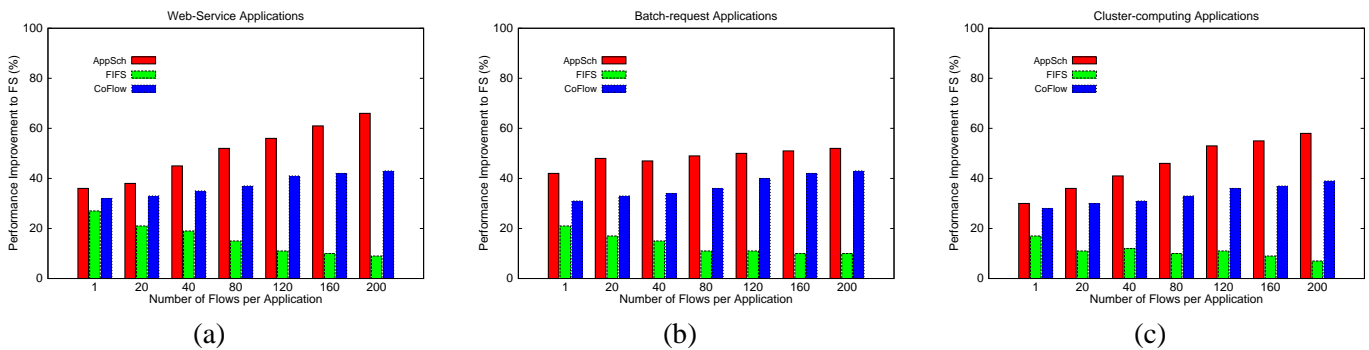 Web-Service Applications
100
80
60
40
20
0
Performance Improvement to FS (%)
AppSch
FIFS
CoFlow
1 20 40 80 120 160 200
Number of Flows per Application
(a)
Batch-request Applications
100
80
60
40
20
0
Performance Improvement to FS (%)
AppSch
FIFS
CoFlow
1 20 40 80 120 160 200
Number of Flows per Application
(b)
Cluster-computing Applications
100
80
60
40
20
0
Performance Improvement to FS (%)
AppSch
FIFS
CoFlow
1 20 40 80 120 160 200
Number of Flows per Application
(c)